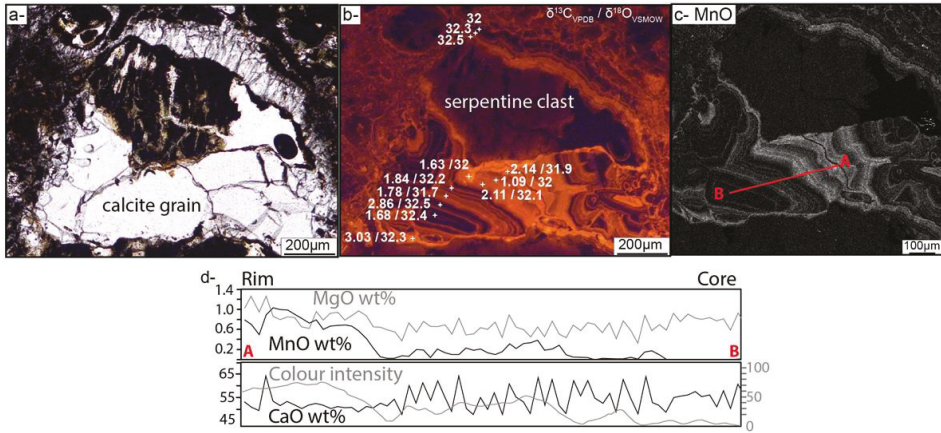 a-
calcite grain
200µm
b-
δ13CVPDB / δ18OVSMOW
32
32.3
32.5
serpentine clast
1.63 / 32
2.14 / 31.9
1.84 / 32.2
1.09 / 32
1.78 / 31.7
2.11 / 32.1
2.86 / 32.5
1.68 / 32.4
3.03 / 32.3
200µm
c- MnO
A
B
100µm
d-
Rim
Core
1.4
1.0
0.6
0.2
MgO wt%
MnO wt%
A
B
65
55
45
Colour intensity
CaO wt%
100
50
0